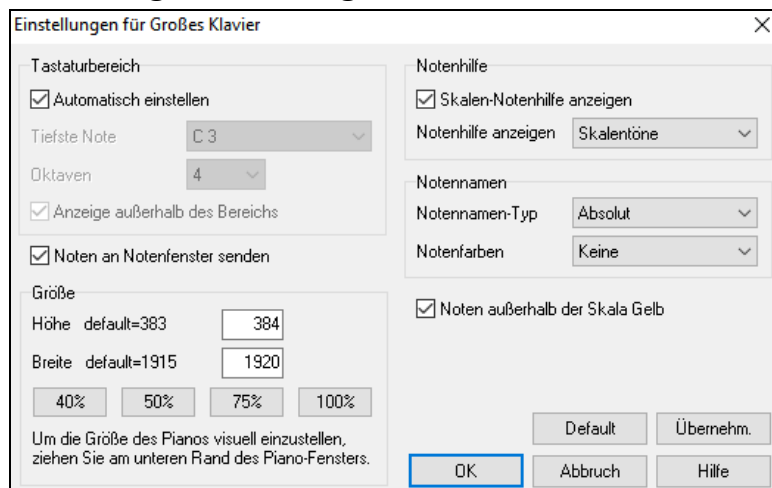 Einstellungen für Großes Klavier
Tastaturbereich
Automatisch einstellen
Tiefste Note C 3
Oktaven 4
Anzeige außerhalb des Bereichs
Noten an Notenfenster senden
Größe
Höhe default=383 384
Breite default=1915 1920
40% 50% 75% 100%
Um die Größe des Pianos visuell einzustellen,
ziehen Sie am unteren Rand des Piano-Fensters.
Notenhilfe
Skalen-Notenhilfe anzeigen
Notenhilfe anzeigen Skalentöne
Notennamen
Notennamen-Typ Absolut
Notenfarben Keine
Noten außerhalb der Skala Gelb
Default Übernehm.
OK Abbruch Hilfe